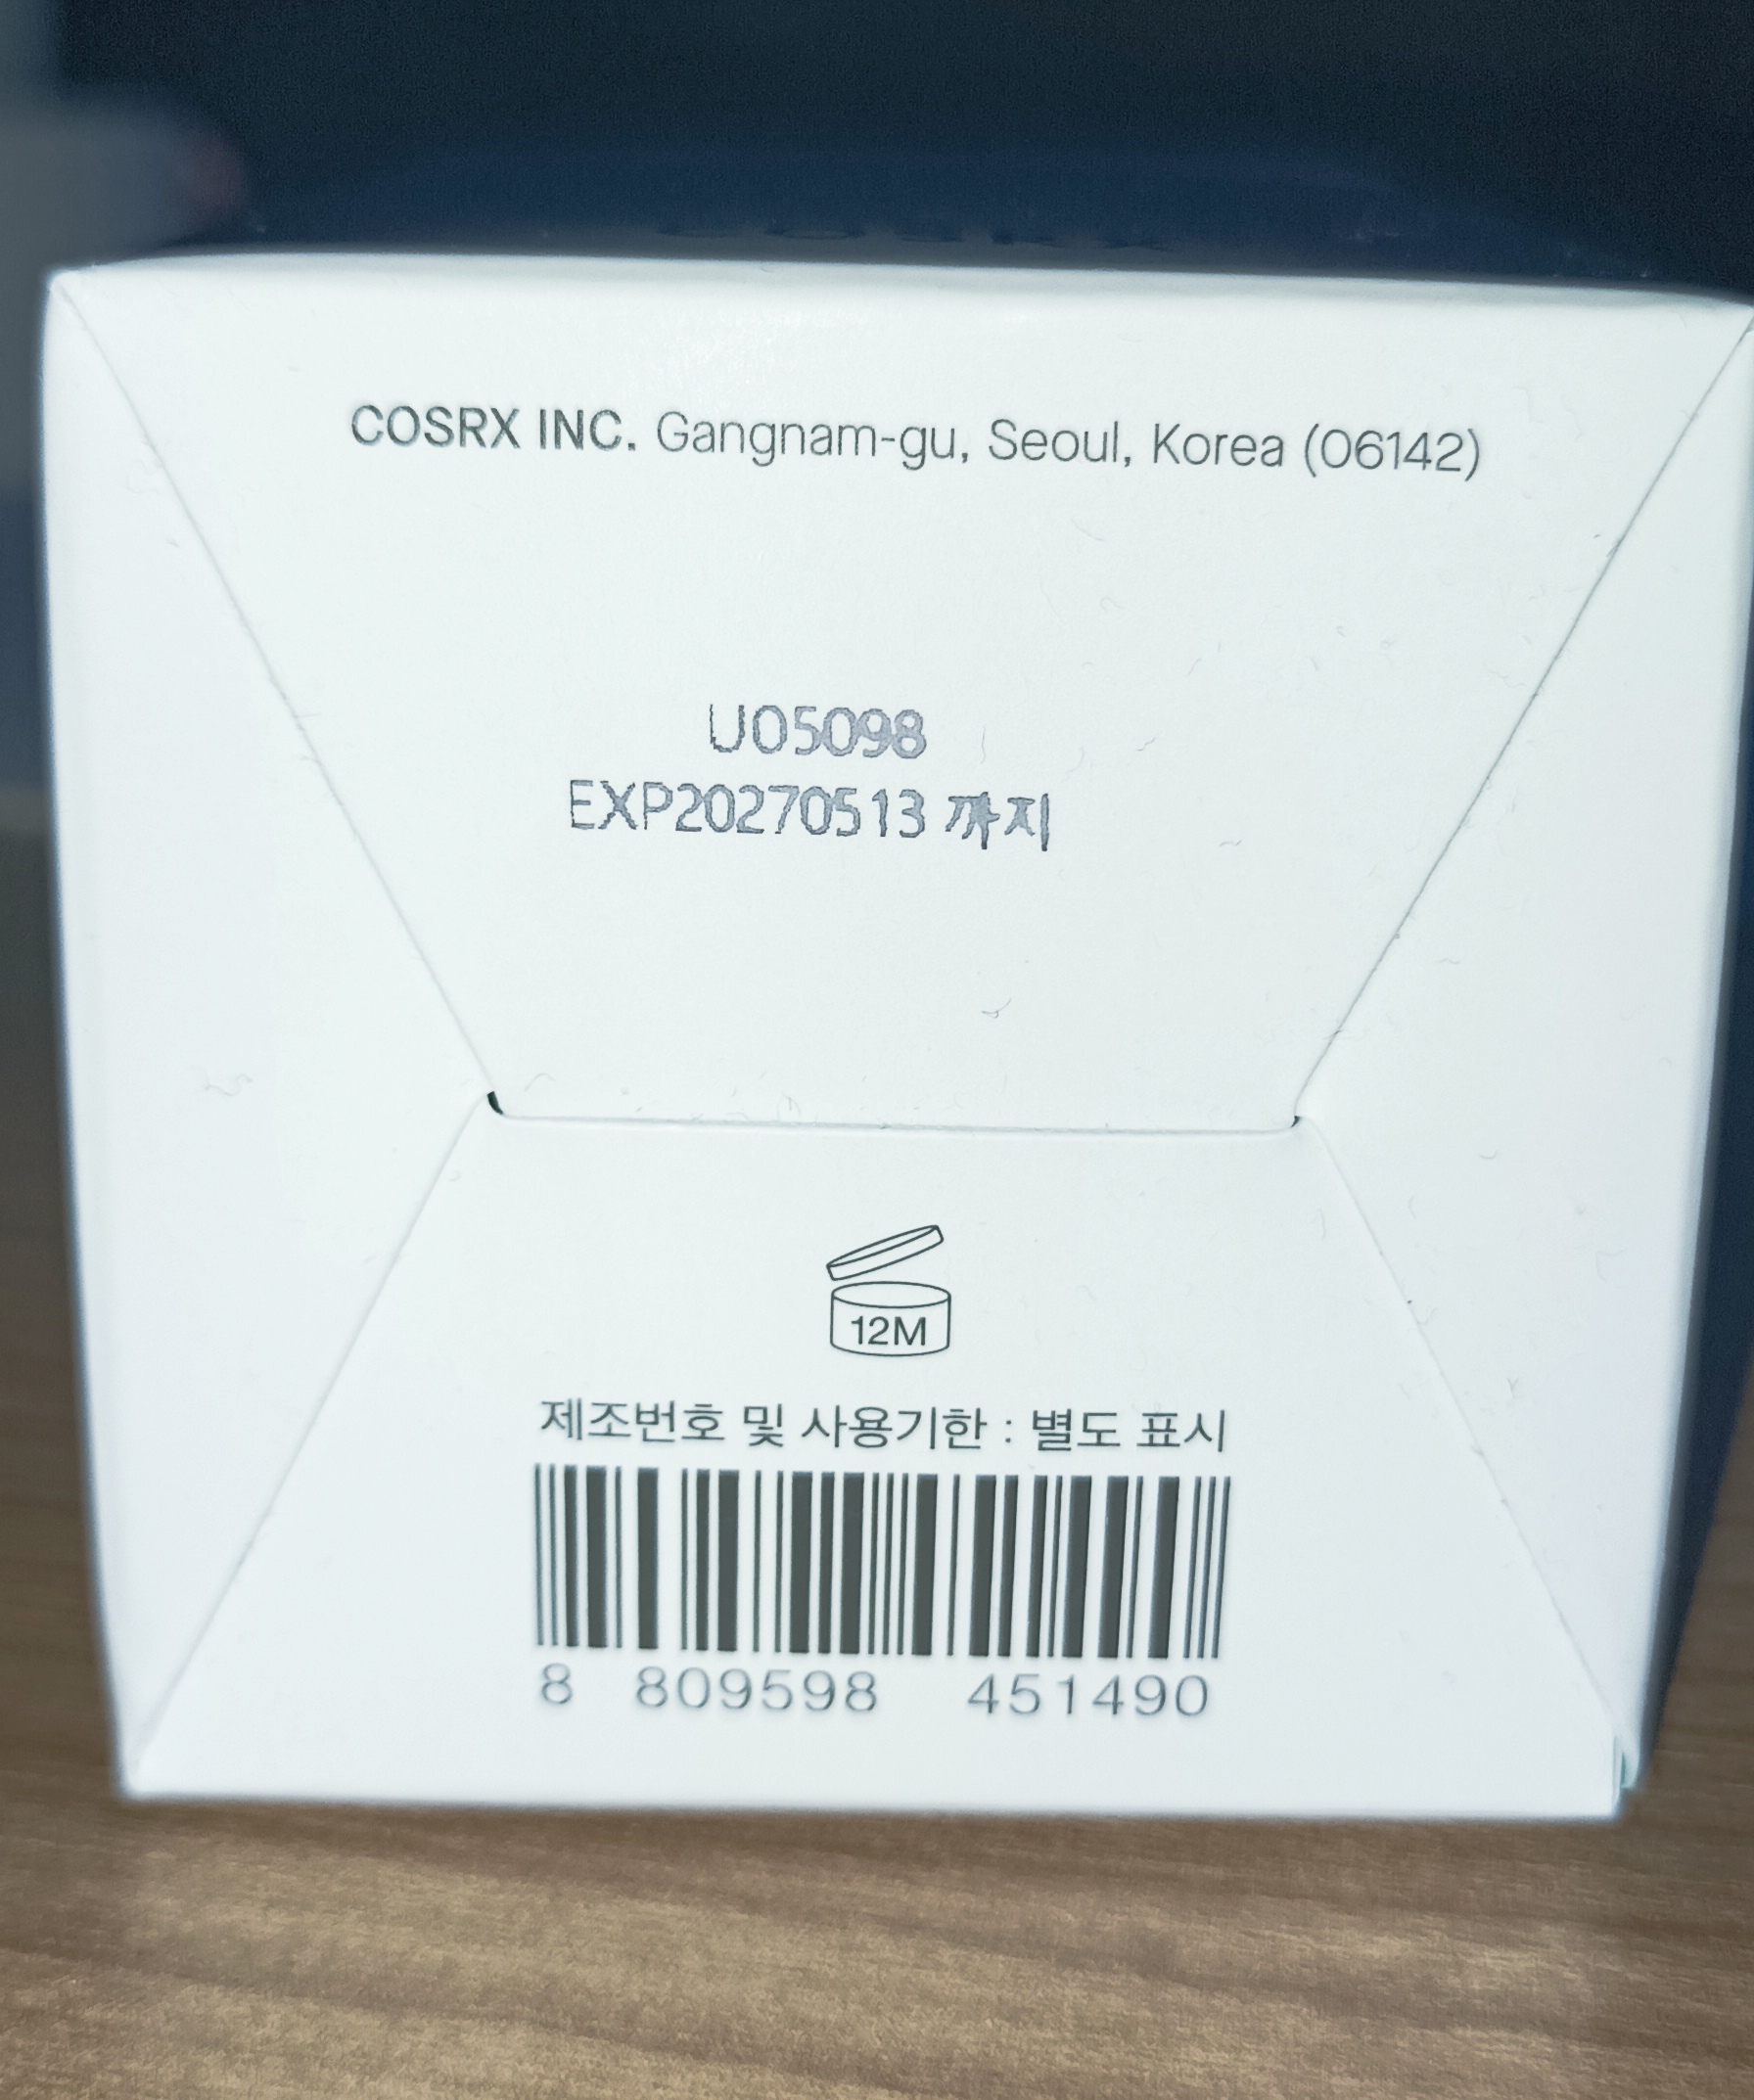 COSRX INC. Gangnam-gu, Seoul, Korea (06142)
U05098
EXP20270513 까지
12M
제조번호 및 사용기한 : 별도 표시
8 809598 451490